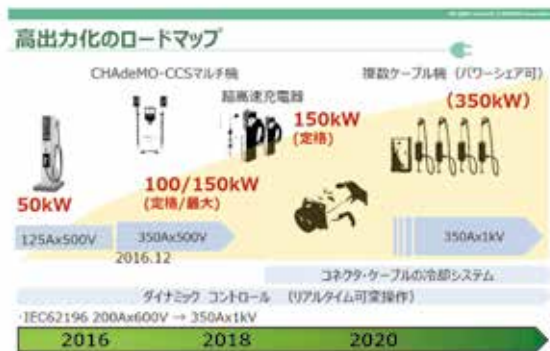 高出力化のロードマップ
CHAdeMO-CCSマルチ機
複数ケーブル機 (パワーシェア可)
超高速充電器
(350kW)
150kW
(定格)
50kW
100/150kW
(定格/最大)
125Ax500V
350Ax500V
350Ax1kV
2016.12
コネクタ・ケーブルの冷却システム
ダイナミック コントロール (リアルタイム可変操作)
・IEC62196 200Ax600V → 350Ax1kV
2016 2018 2020